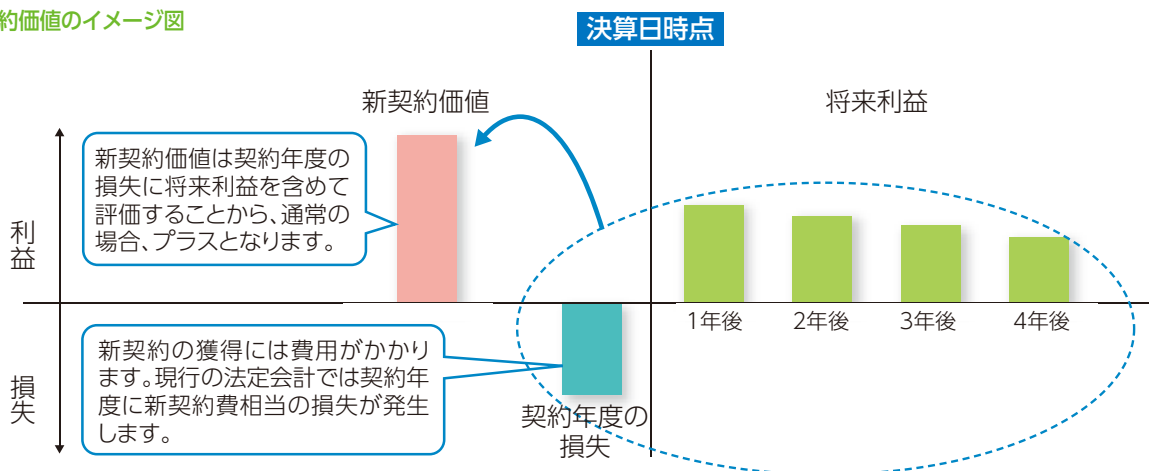 約価値のイメージ図
決算日時点
新契約価値
将来利益
新契約価値は契約年度の
損失に将来利益を含めて
評価することから、通常の
場合、プラスとなります。
利益
1年後
2年後
3年後
4年後
新契約の獲得には費用がかかり
ます。現行の法定会計では契約年
度に新契約費相当の損失が発生
します。
損失
契約年度の
損失